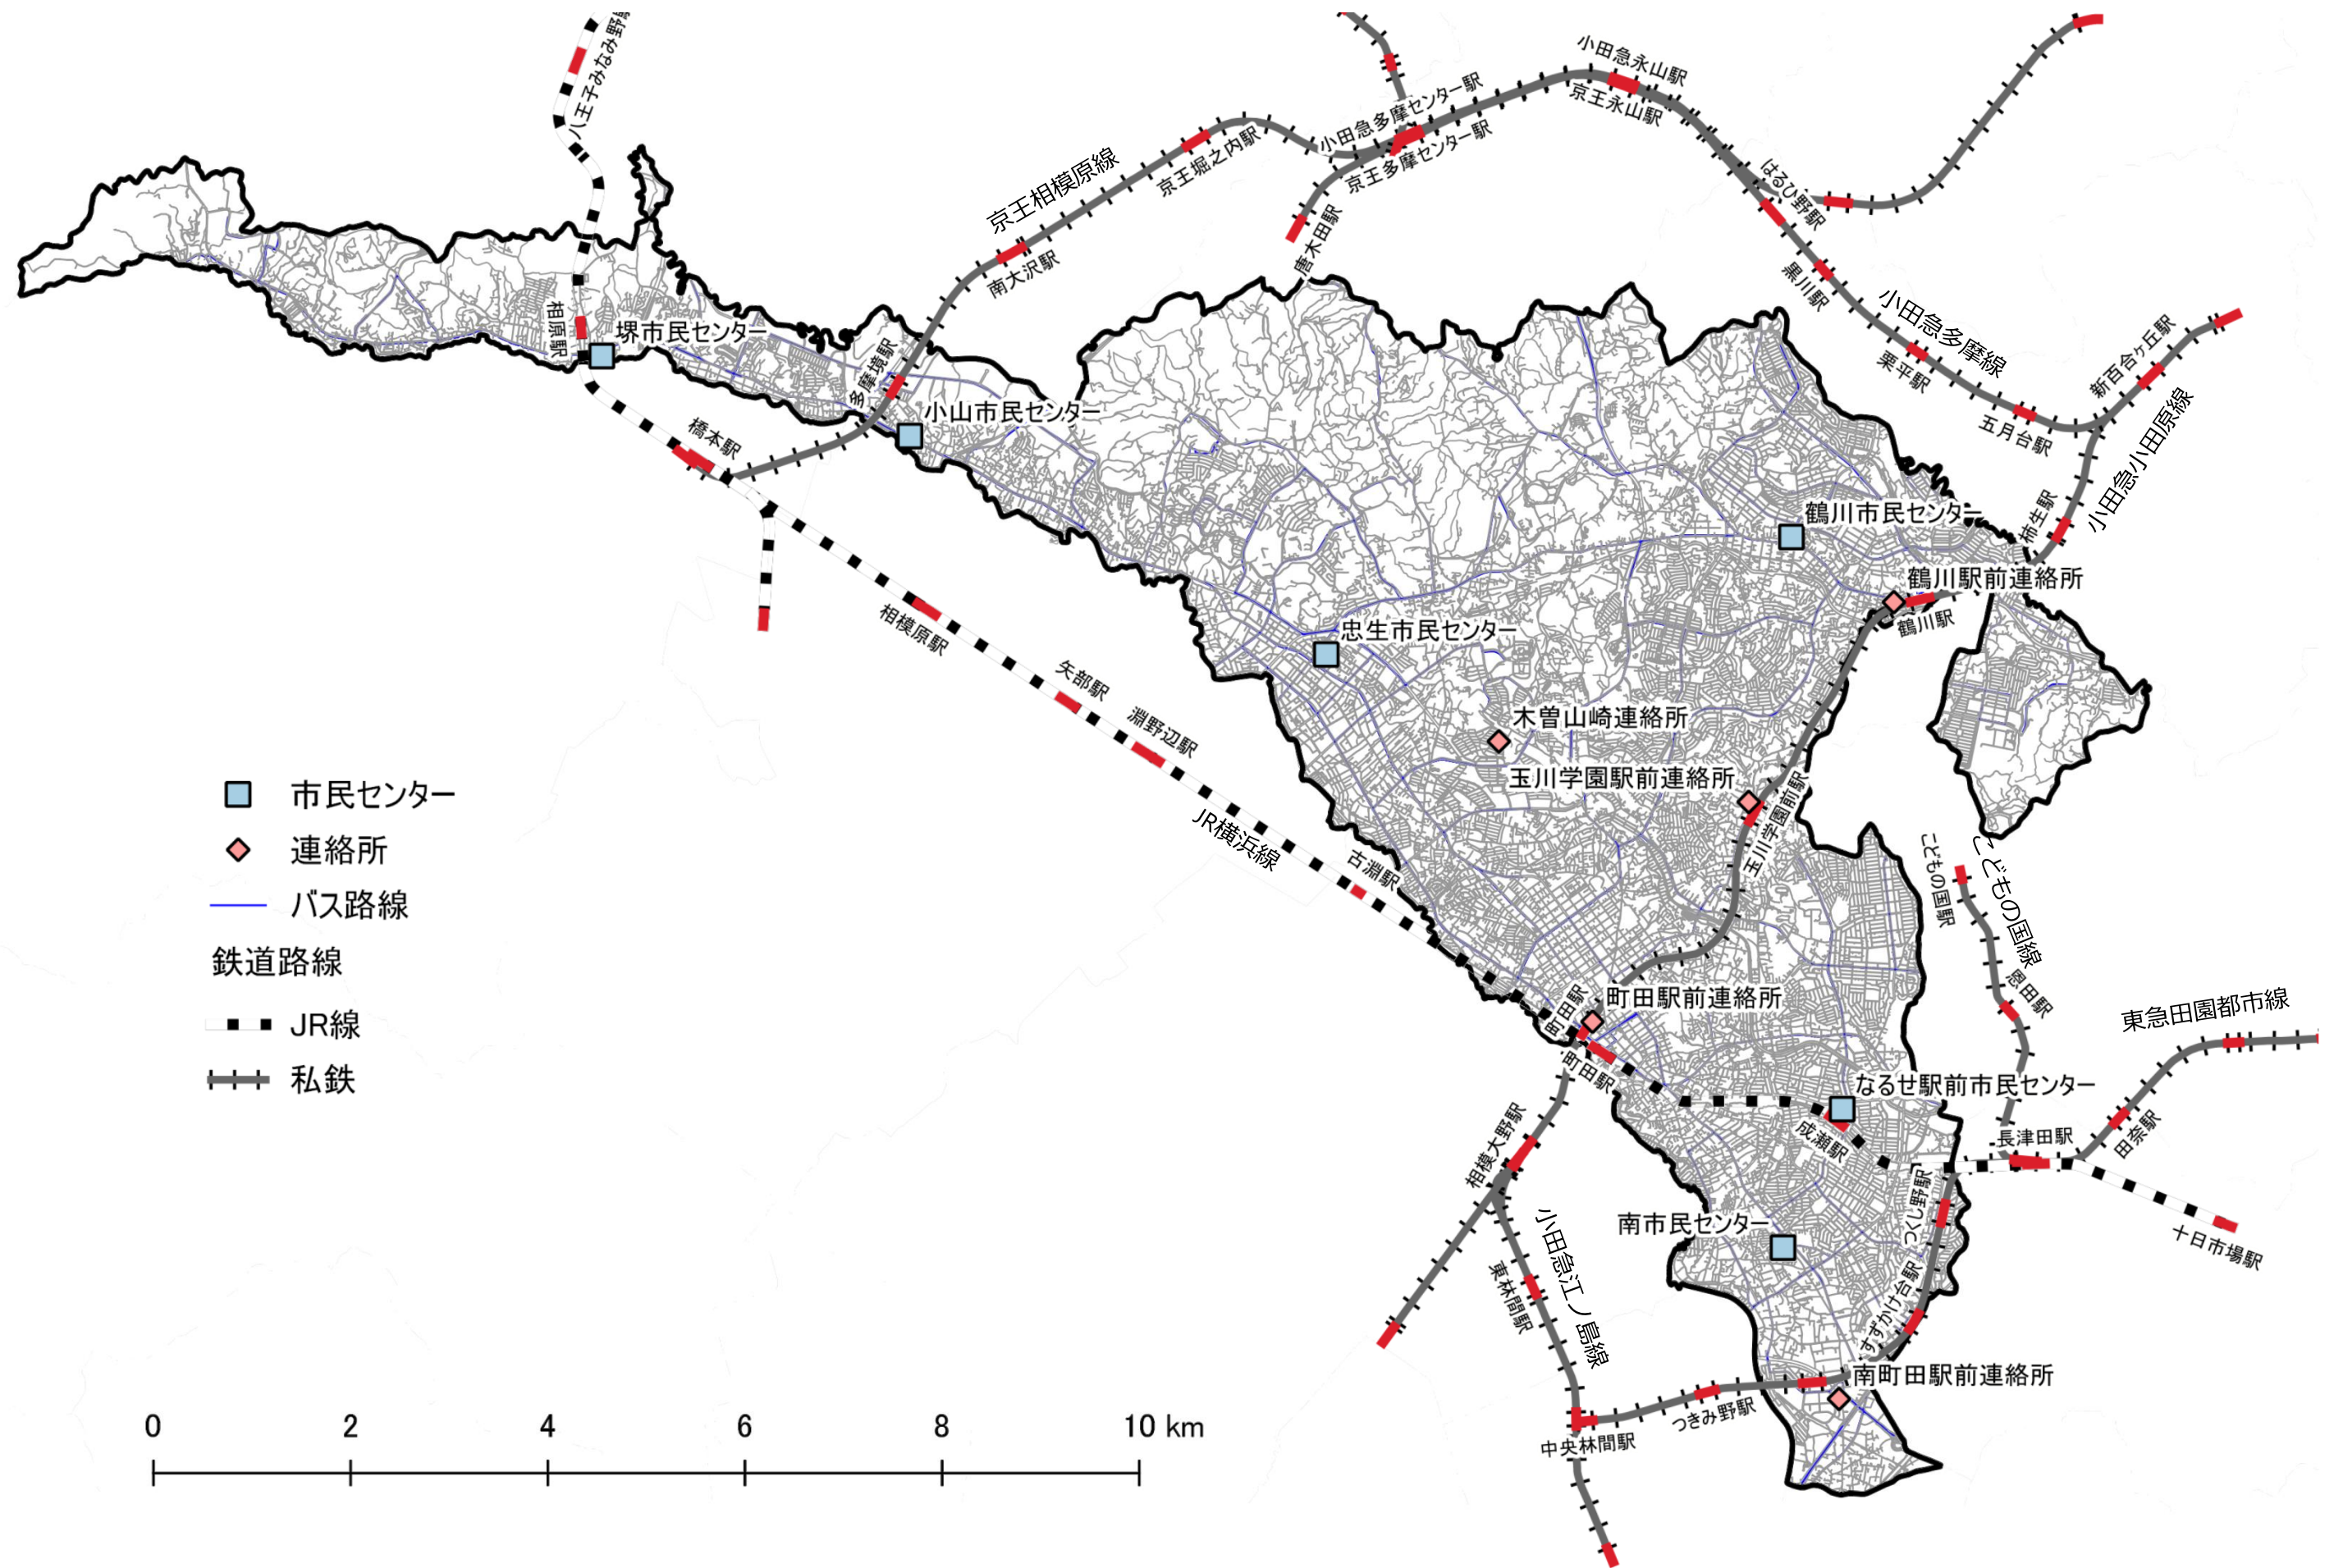 八王子みなみ野駅
小田急永山駅
京王永山駅
小田急多摩センター駅
京王多摩センター駅
京王堀之内駅
京王相模原線
南大沢駅
唐木田駅
はるひ野駅
黒川駅
小田急多摩線
栗平駅
五月台駅
新百合ヶ丘駅
小田急小田原線
柿生駅
相原駅
堺市民センター
多摩境駅
小山市民センター
橋本駅
鶴川市民センター
鶴川駅前連絡所
鶴川駅
相模原駅
忠生市民センター
矢部駅
淵野辺駅
木曽山崎連絡所
玉川学園駅前連絡所
玉川学園前駅
JR横浜線
古淵駅
こどもの国駅
こどもの国線
恩田駅
町田駅
町田駅前連絡所
町田駅
東急田園都市線
なるせ駅前市民センター
成瀬駅
長津田駅
田奈駅
十日市場駅
相模大野駅
つくし野駅
南市民センター
小田急江ノ島線
東林間駅
すずかけ台駅
南町田駅前連絡所
つきみ野駅
中央林間駅
市民センター
連絡所
バス路線
鉄道路線
JR線
私鉄
0 2 4 6 8 10 km